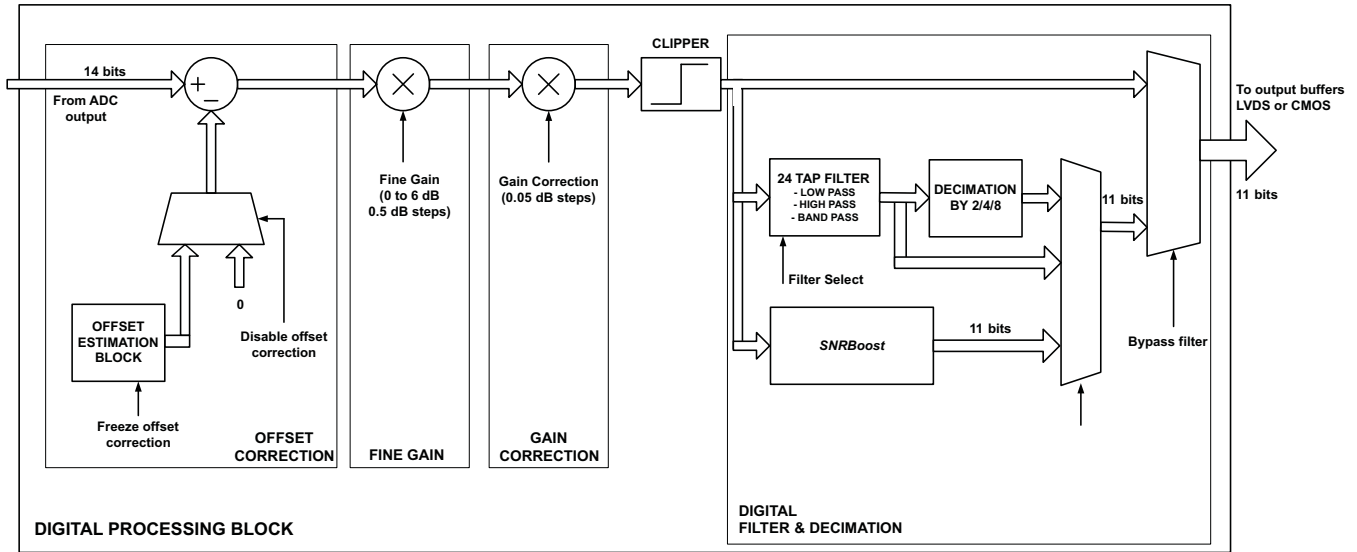 14 bits
From ADC
output
+
−
0
OFFSET
ESTIMATION
BLOCK
Disable offset
correction
Freeze offset
correction
OFFSET
CORRECTION
Fine Gain
(0 to 6 dB
0.5 dB steps)
FINE GAIN
Gain Correction
(0.05 dB steps)
GAIN
CORRECTION
CLIPPER
24 TAP FILTER
- LOW PASS
- HIGH PASS
- BAND PASS
DECIMATION
BY 2/4/8
Filter Select
SNRBoost
11 bits
11 bits
Bypass filter
To output buffers
LVDS or CMOS
11 bits
DIGITAL
FILTER & DECIMATION
DIGITAL PROCESSING BLOCK